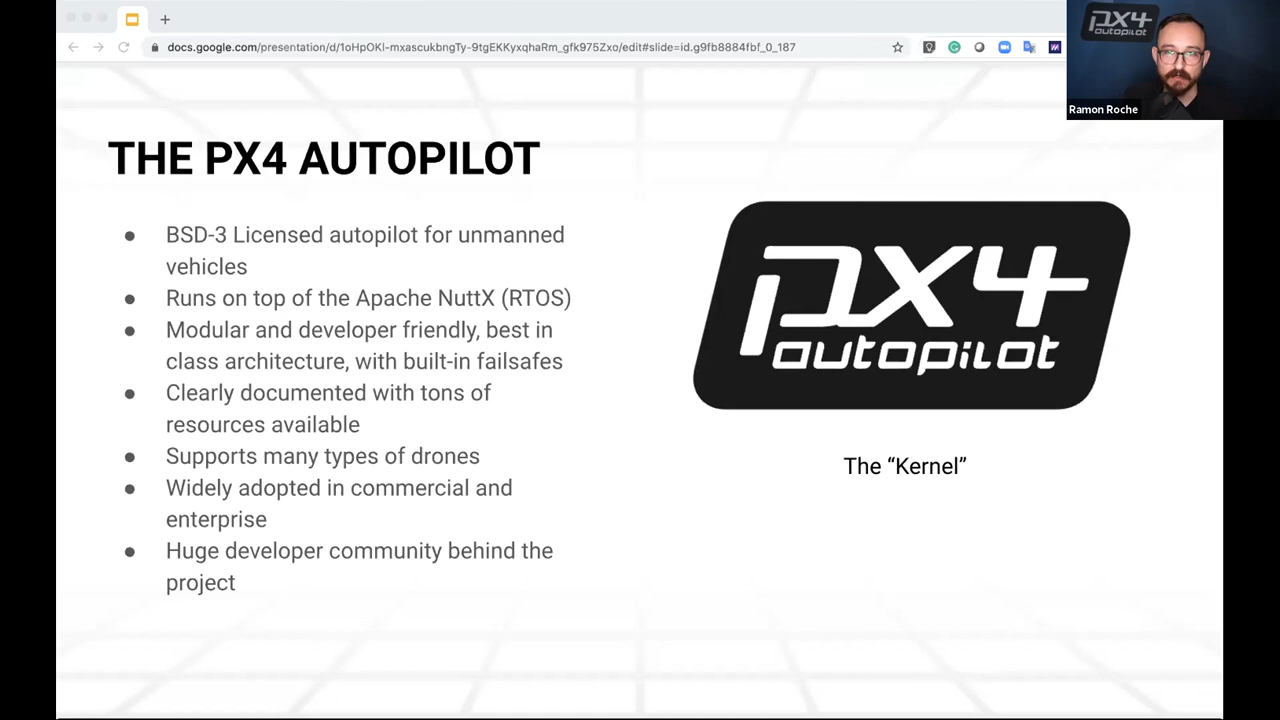 docs.google.com/presentation/d/1oHpOKl-mxascukbngTy-9tgEKKyxqhaRm_gfk975Zxo/edit#slide=id.g9fb8884fbf_0_187
px4
autopilot
Ramon Roche
THE PX4 AUTOPILOT
● BSD-3 Licensed autopilot for unmanned
vehicles
● Runs on top of the Apache NuttX (RTOS)
● Modular and developer friendly, best in
class architecture, with built-in failsafes
● Clearly documented with tons of
resources available
● Supports many types of drones
● Widely adopted in commercial and
enterprise
● Huge developer community behind the
project
px4
autopilot
The “Kernel”